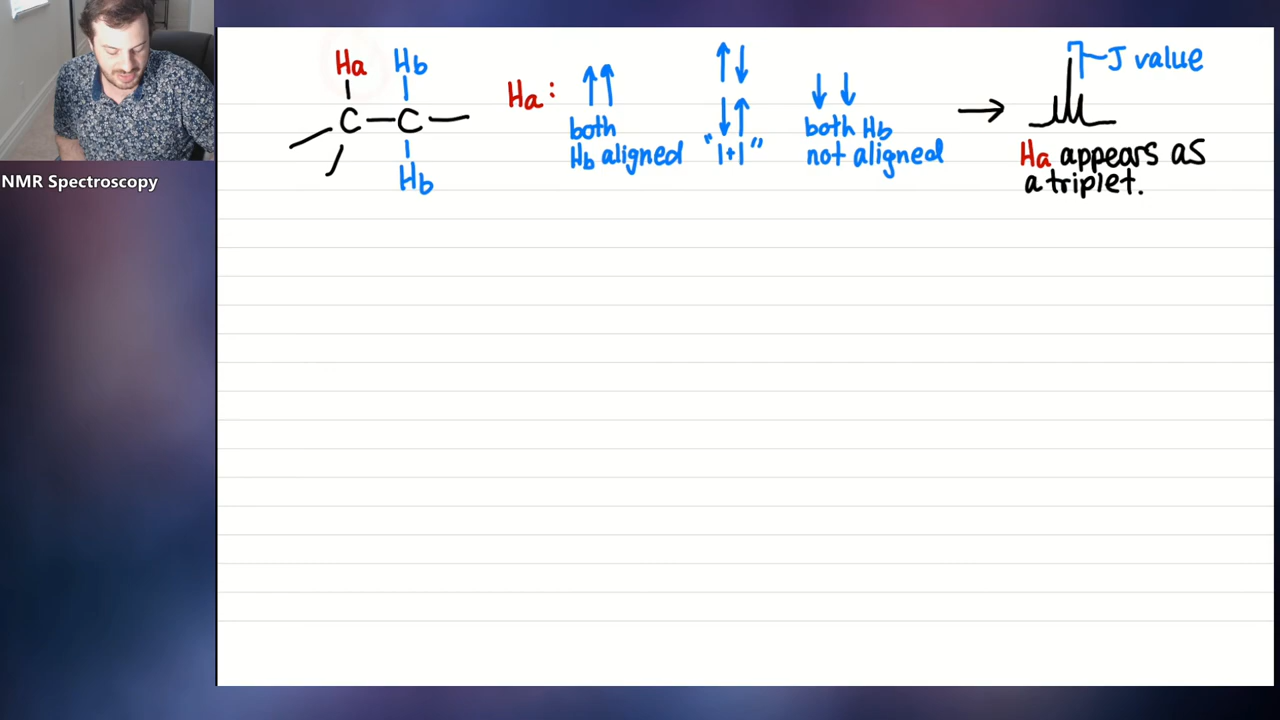 Ha Hb
C-C
Hb
Ha:
both
Hb aligned
"1+1"
both Hb
not aligned
J value
Ha appears as
a triplet.
NMR Spectroscopy